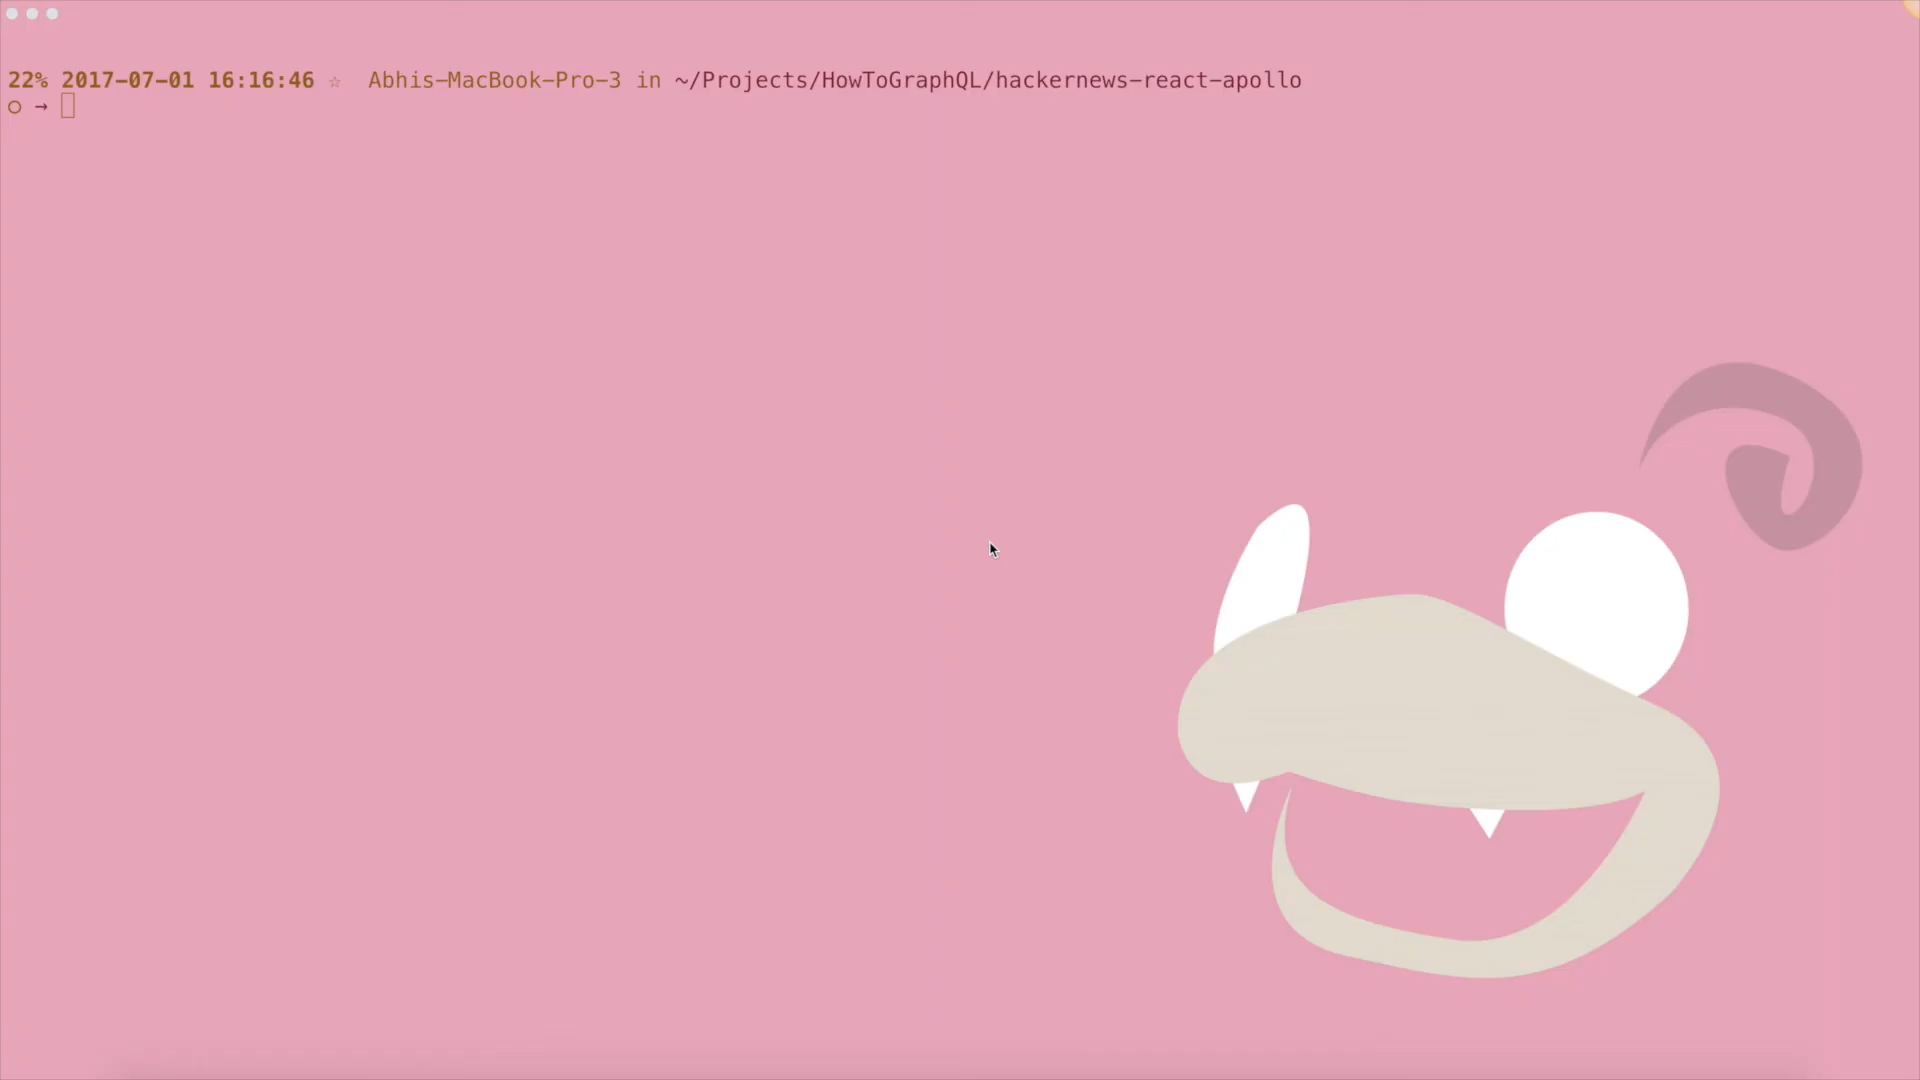 22% 2017-07-01 16:16:46 ☆ Abhis-MacBook-Pro-3 in ~/Projects/HowToGraphQL/hackernews-react-apollo
○ →